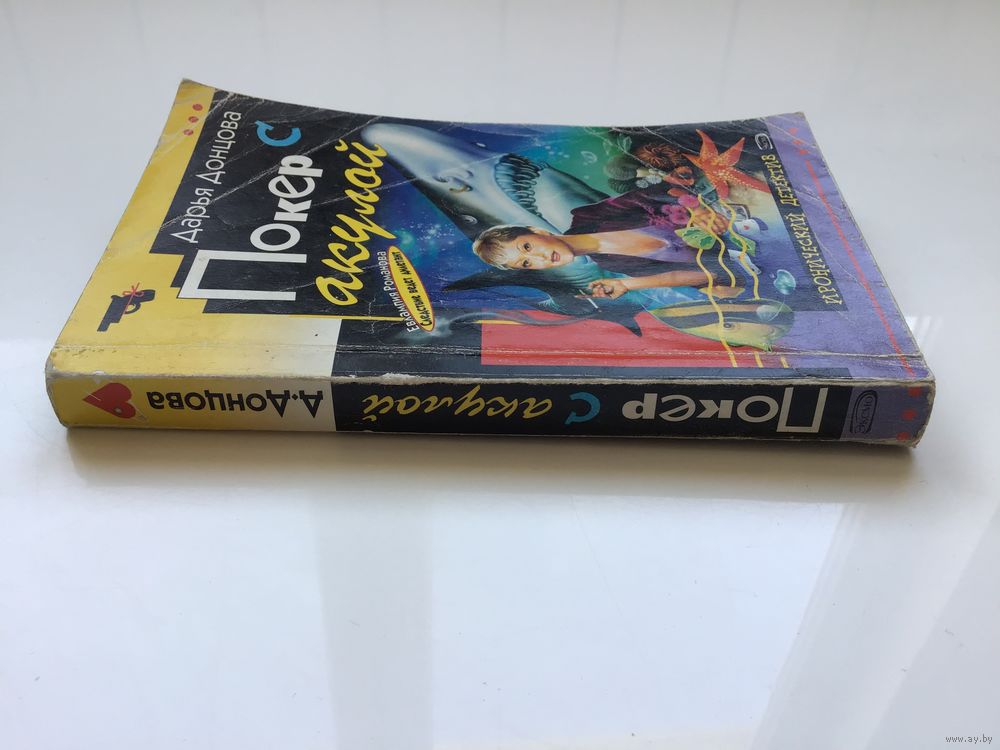 Дарья Донцова
Покер с
акулой
Евлампия Романова
Следствие ведет дилетант
ИРОНИЧЕСКИЙ ДЕТЕКТИВ
Д. Донцова
Покер с акулой
ЭКСМО
www.ay.by